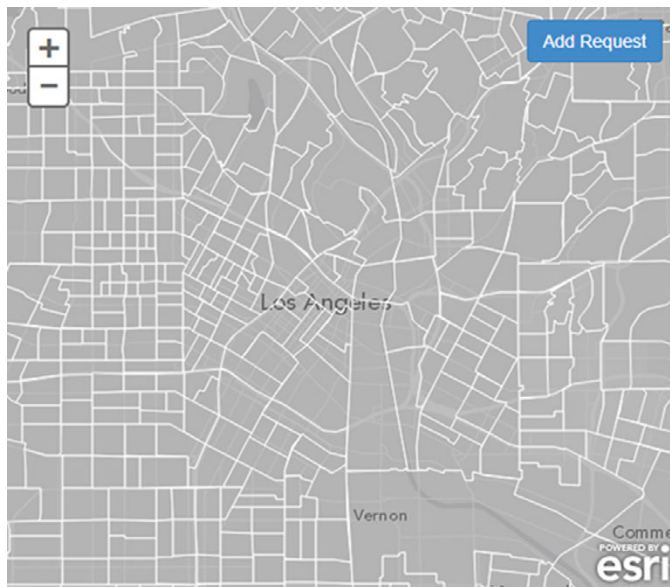 +
Add Request
−
Los Angeles
Vernon
Comme
POWERED BY
esri